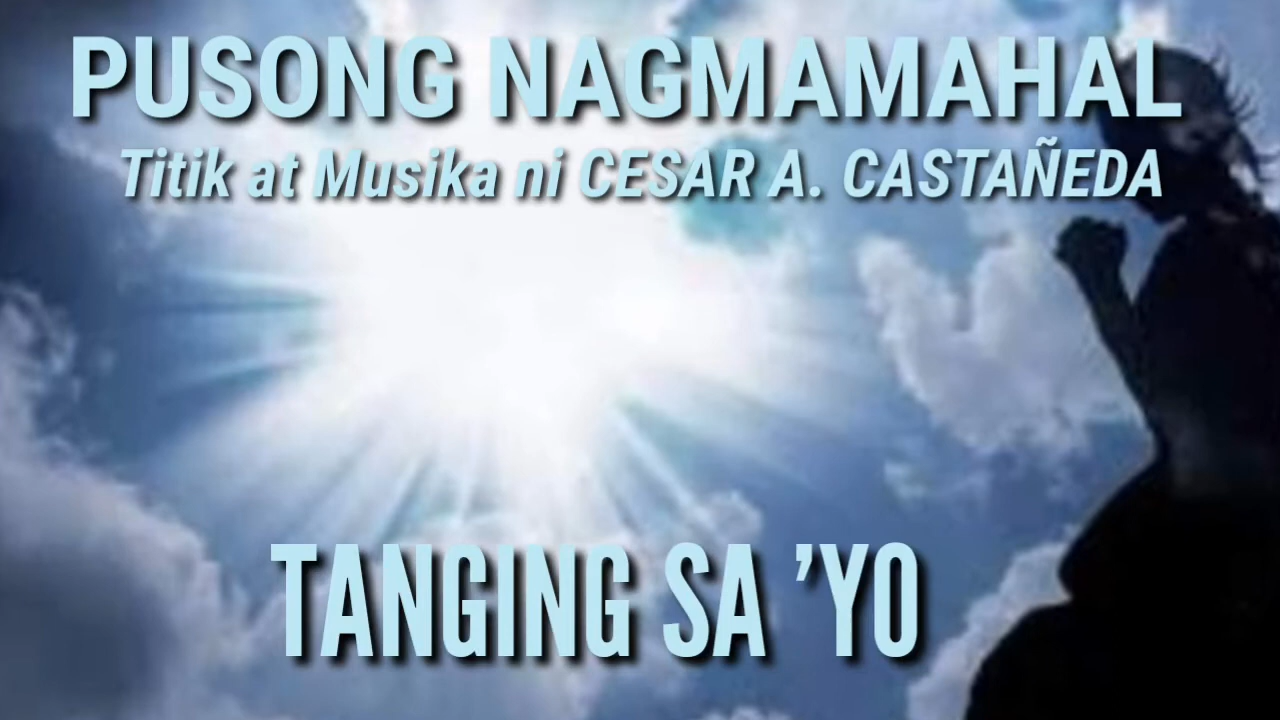 PUSONG NAGMAMAHAL
Titik at Musika ni CESAR A. CASTAÑEDA
TANGING SA 'YO